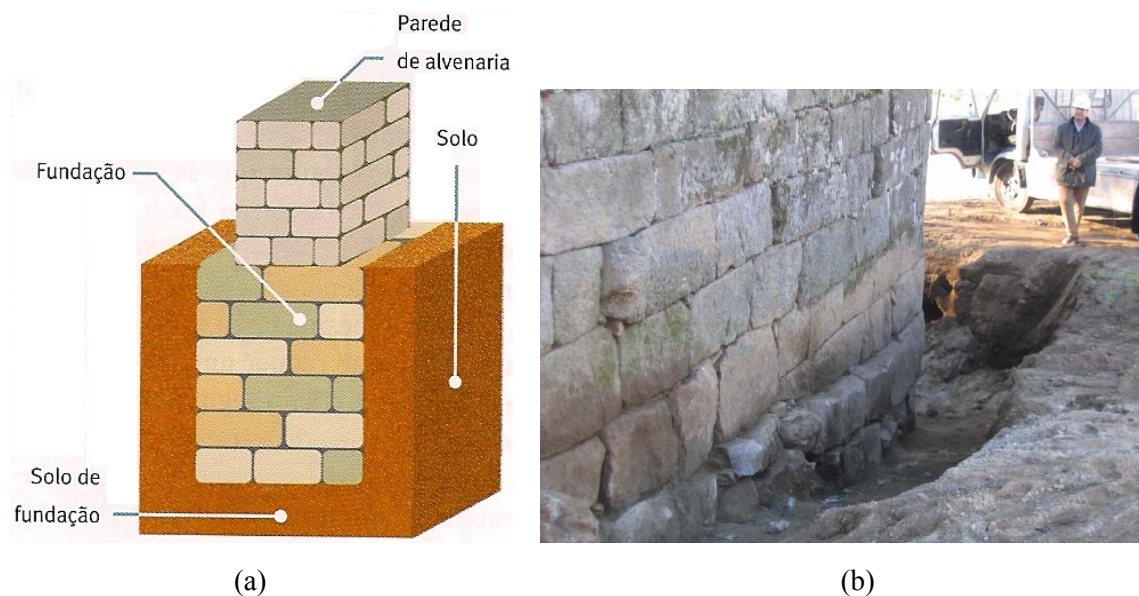 Parede
de alvenaria
Solo
Fundação
Solo de
fundação
(a)
(b)